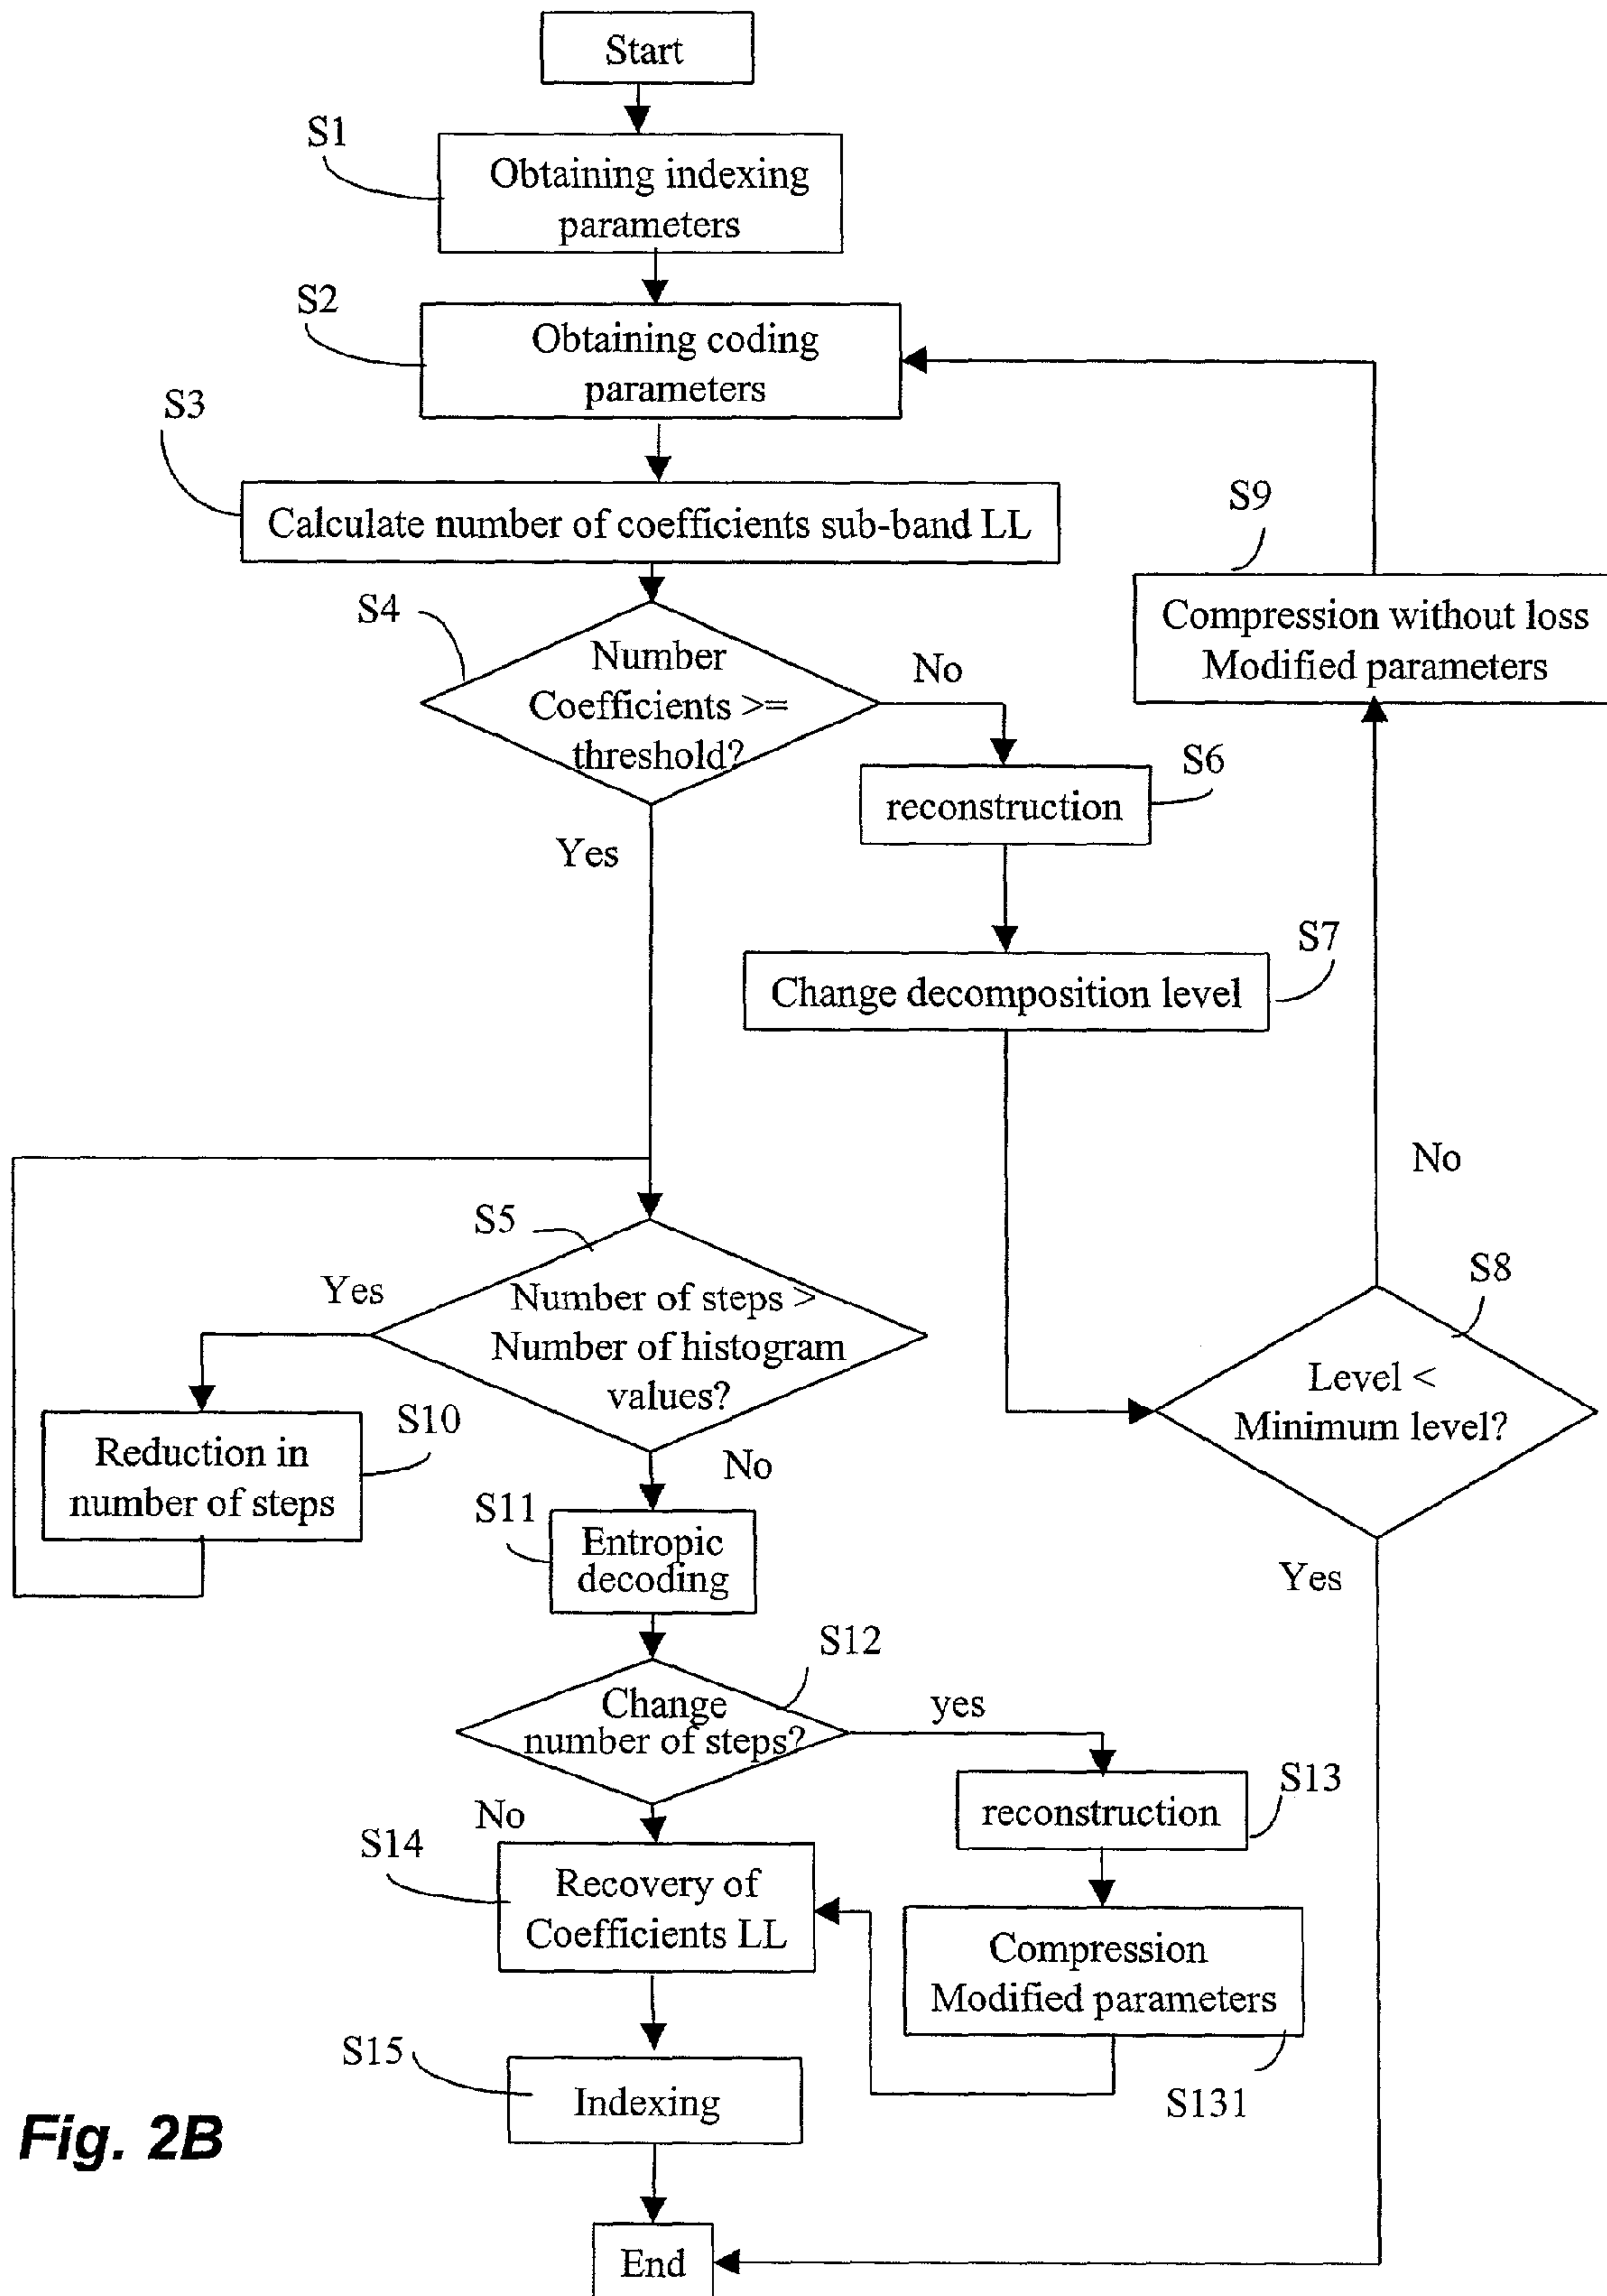 Start
S1
Obtaining indexing
parameters
S2
Obtaining coding
parameters
S3
Calculate number of coefficients sub-band LL
S9
Compression without loss
Modified parameters
S4
Number
Coefficients >=
threshold?
No
Yes
S6
reconstruction
S7
Change decomposition level
No
S5
Yes
Number of steps >
Number of histogram
values?
S8
Level <
Minimum level?
S10
Reduction in
number of steps
No
S11
Entropic
decoding
Yes
S12
Change
number of steps?
yes
S13
reconstruction
No
S14
Recovery of
Coefficients LL
Compression
Modified parameters
S131
S15
Indexing
Fig. 2B
End